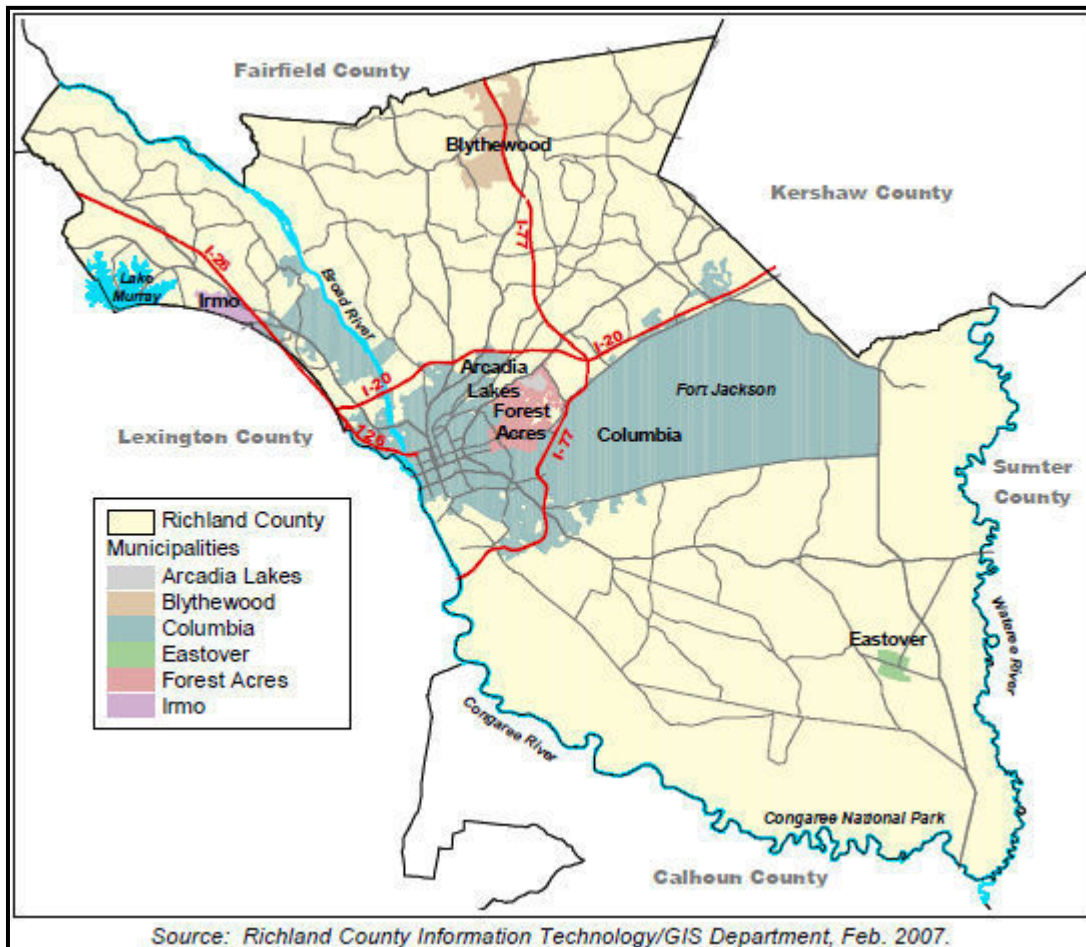 Fairfield County
Blythewood
Kershaw County
I-77
I-26
Lake
Murray
Irmo
Broad River
I-20
I-20
Arcadia
Lakes
Forest
Acres
Fort Jackson
Columbia
I-77
126
Lexington County
Sumter
County
Richland County
Municipalities
Arcadia Lakes
Blythewood
Columbia
Eastover
Forest Acres
Irmo
Eastover
Wateree River
Congaree River
Congaree National Park
Calhoun County
Source: Richland County Information Technology/GIS Department, Feb. 2007.